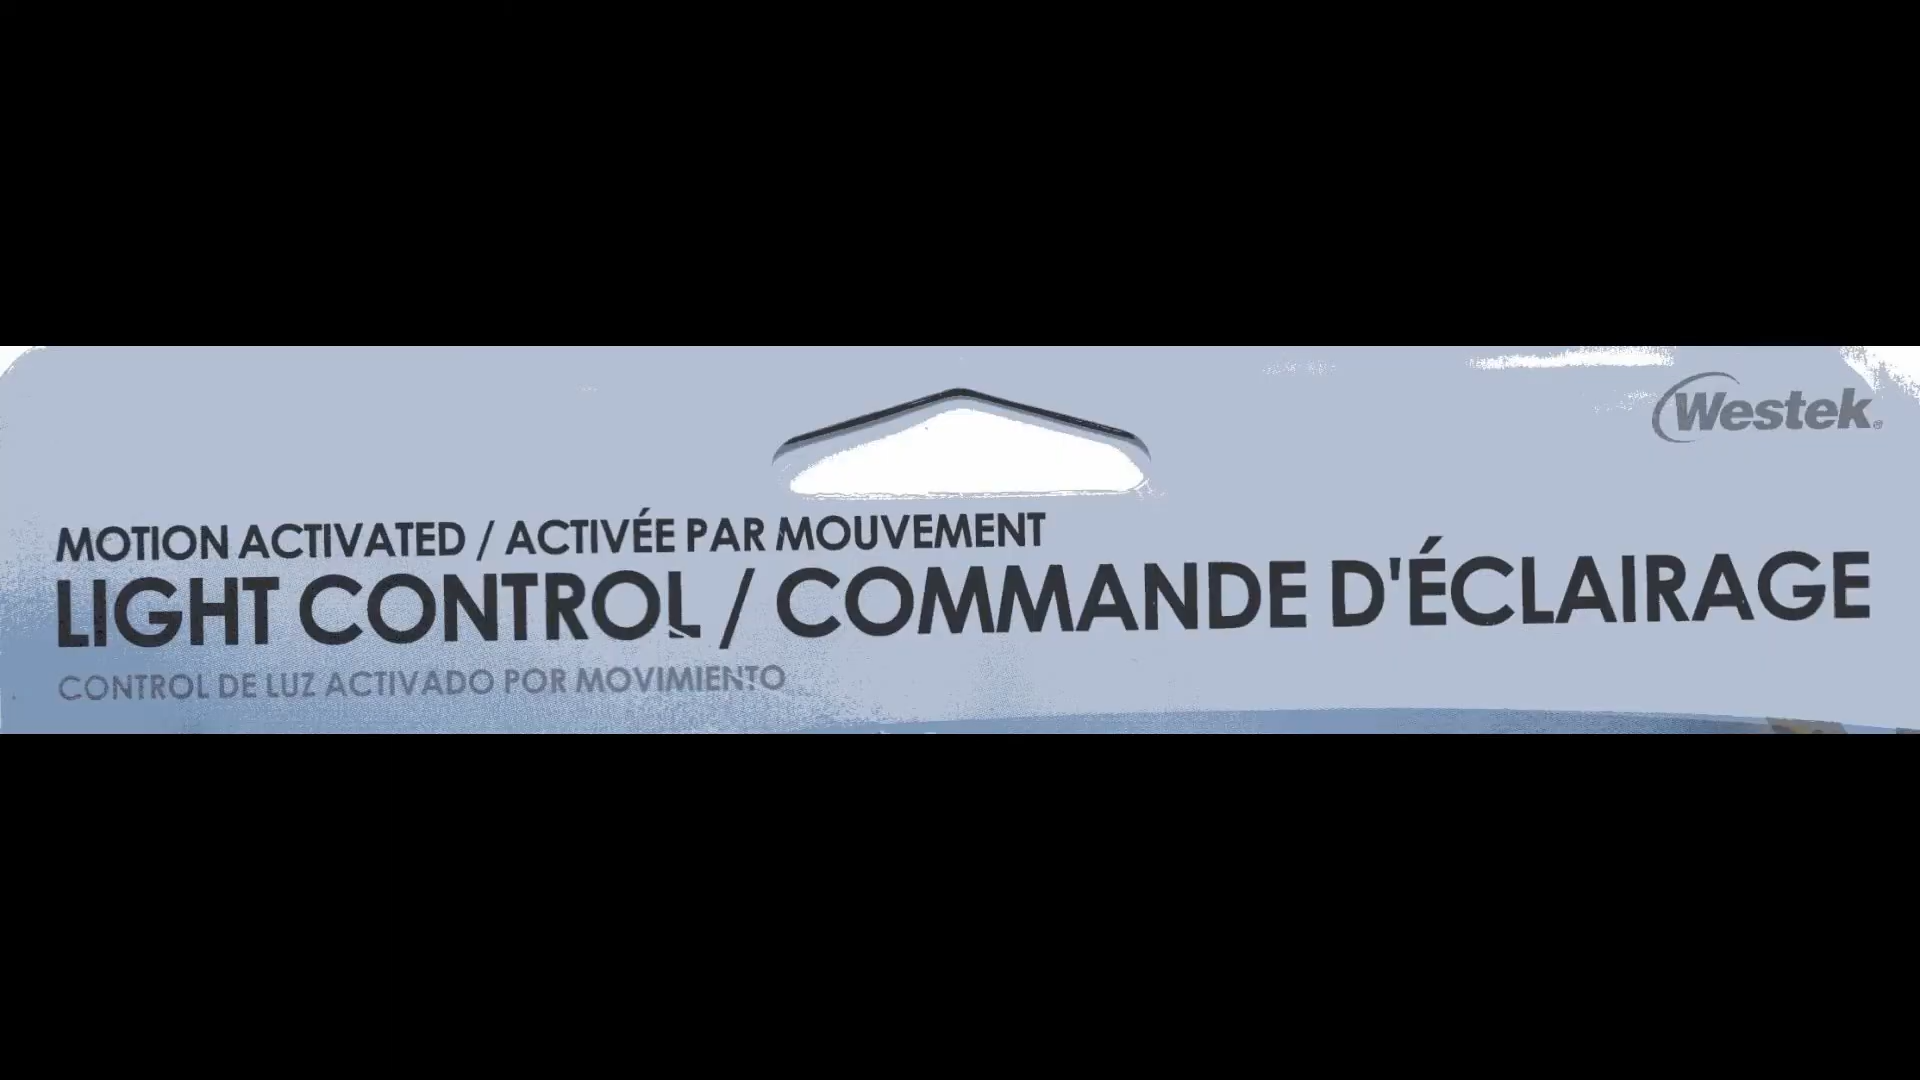 Westek®
MOTION ACTIVATED / ACTIVÉE PAR MOUVEMENT
LIGHT CONTROL / COMMANDE D'ÉCLAIRAGE
CONTROL DE LUZ ACTIVADO POR MOVIMIENTO